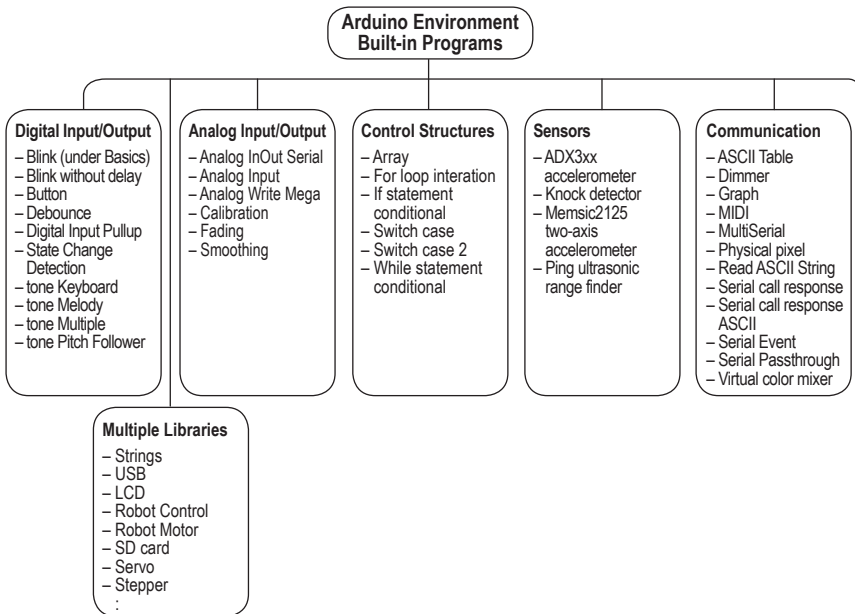 Arduino Environment
Built-in Programs
Digital Input/Output
– Blink (under Basics)
– Blink without delay
– Button
– Debounce
– Digital Input Pullup
– State Change
Detection
– tone Keyboard
– tone Melody
– tone Multiple
– tone Pitch Follower
Analog Input/Output
– Analog InOut Serial
– Analog Input
– Analog Write Mega
– Calibration
– Fading
– Smoothing
Control Structures
– Array
– For loop interation
– If statement
conditional
– Switch case
– Switch case 2
– While statement
conditional
Sensors
– ADX3xx
accelerometer
– Knock detector
– Memsic2125
two-axis
accelerometer
– Ping ultrasonic
range finder
Communication
– ASCII Table
– Dimmer
– Graph
– MIDI
– MultiSerial
– Physical pixel
– Read ASCII String
– Serial call response
– Serial call response
ASCII
– Serial Event
– Serial Passthrough
– Virtual color mixer
Multiple Libraries
– Strings
– USB
– LCD
– Robot Control
– Robot Motor
– SD card
– Servo
– Stepper
: